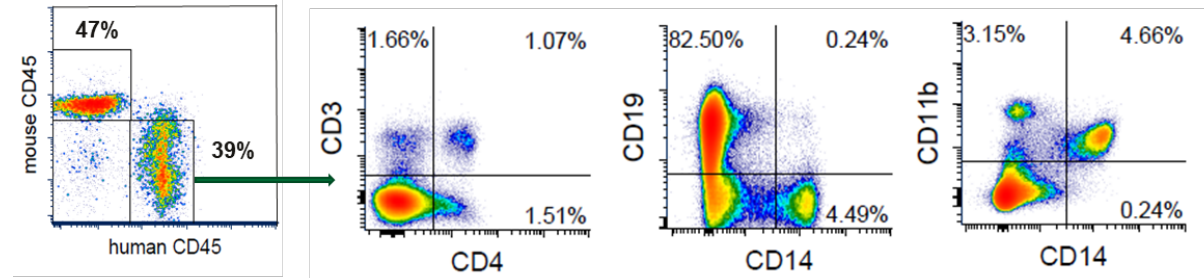 47%
mouse CD45
39%
human CD45
1.66%
1.07%
CD3
1.51%
CD4
82.50%
0.24%
CD19
4.49%
CD14
3.15%
4.66%
CD11b
0.24%
CD14